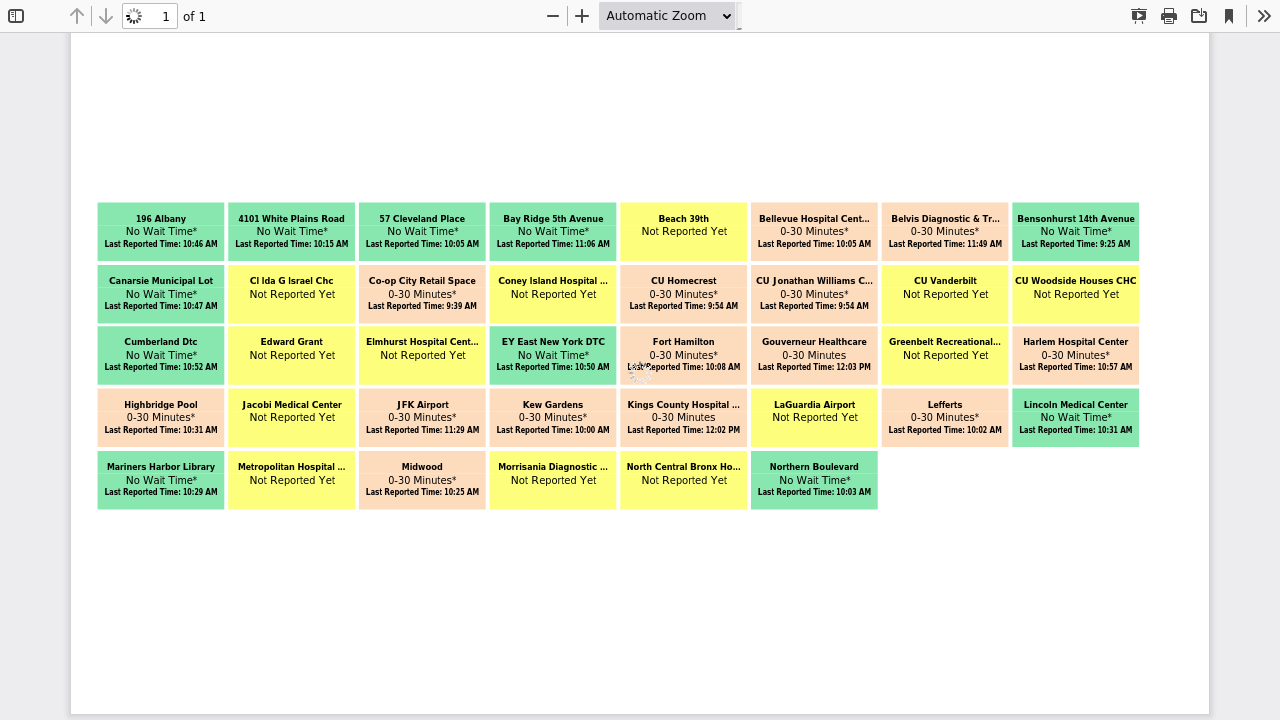 1 of 1 Automatic Zoom
196 Albany
No Wait Time*
Last Reported Time: 10:46 AM
4101 White Plains Road
No Wait Time*
Last Reported Time: 10:15 AM
57 Cleveland Place
No Wait Time*
Last Reported Time: 10:05 AM
Bay Ridge 5th Avenue
No Wait Time*
Last Reported Time: 11:06 AM
Beach 39th
Not Reported Yet
Bellevue Hospital Cent...
0-30 Minutes*
Last Reported Time: 10:05 AM
Belvis Diagnostic & Tr...
0-30 Minutes*
Last Reported Time: 11:49 AM
Bensonhurst 14th Avenue
No Wait Time*
Last Reported Time: 9:25 AM
Canarsie Municipal Lot
No Wait Time*
Last Reported Time: 10:47 AM
CI Ida G Israel Chc
Not Reported Yet
Co-op City Retail Space
0-30 Minutes*
Last Reported Time: 9:39 AM
Coney Island Hospital ...
Not Reported Yet
CU Homecrest
0-30 Minutes*
Last Reported Time: 9:54 AM
CU Jonathan Williams C...
0-30 Minutes*
Last Reported Time: 9:54 AM
CU Vanderbilt
Not Reported Yet
CU Woodside Houses CHC
Not Reported Yet
Cumberland Dtc
No Wait Time*
Last Reported Time: 10:52 AM
Edward Grant
Not Reported Yet
Elmhurst Hospital Cent...
Not Reported Yet
EY East New York DTC
No Wait Time*
Last Reported Time: 10:50 AM
Fort Hamilton
0-30 Minutes*
Last Reported Time: 10:08 AM
Gouverneur Healthcare
0-30 Minutes
Last Reported Time: 12:03 PM
Greenbelt Recreational...
Not Reported Yet
Harlem Hospital Center
0-30 Minutes*
Last Reported Time: 10:57 AM
Highbridge Pool
0-30 Minutes*
Last Reported Time: 10:31 AM
Jacobi Medical Center
Not Reported Yet
JFK Airport
0-30 Minutes*
Last Reported Time: 11:29 AM
Kew Gardens
0-30 Minutes*
Last Reported Time: 10:00 AM
Kings County Hospital ...
0-30 Minutes
Last Reported Time: 12:02 PM
LaGuardia Airport
Not Reported Yet
Lefferts
0-30 Minutes*
Last Reported Time: 10:02 AM
Lincoln Medical Center
No Wait Time*
Last Reported Time: 10:31 AM
Mariners Harbor Library
No Wait Time*
Last Reported Time: 10:29 AM
Metropolitan Hospital ...
Not Reported Yet
Midwood
0-30 Minutes*
Last Reported Time: 10:25 AM
Morrisania Diagnostic ...
Not Reported Yet
North Central Bronx Ho...
Not Reported Yet
Northern Boulevard
No Wait Time*
Last Reported Time: 10:03 AM